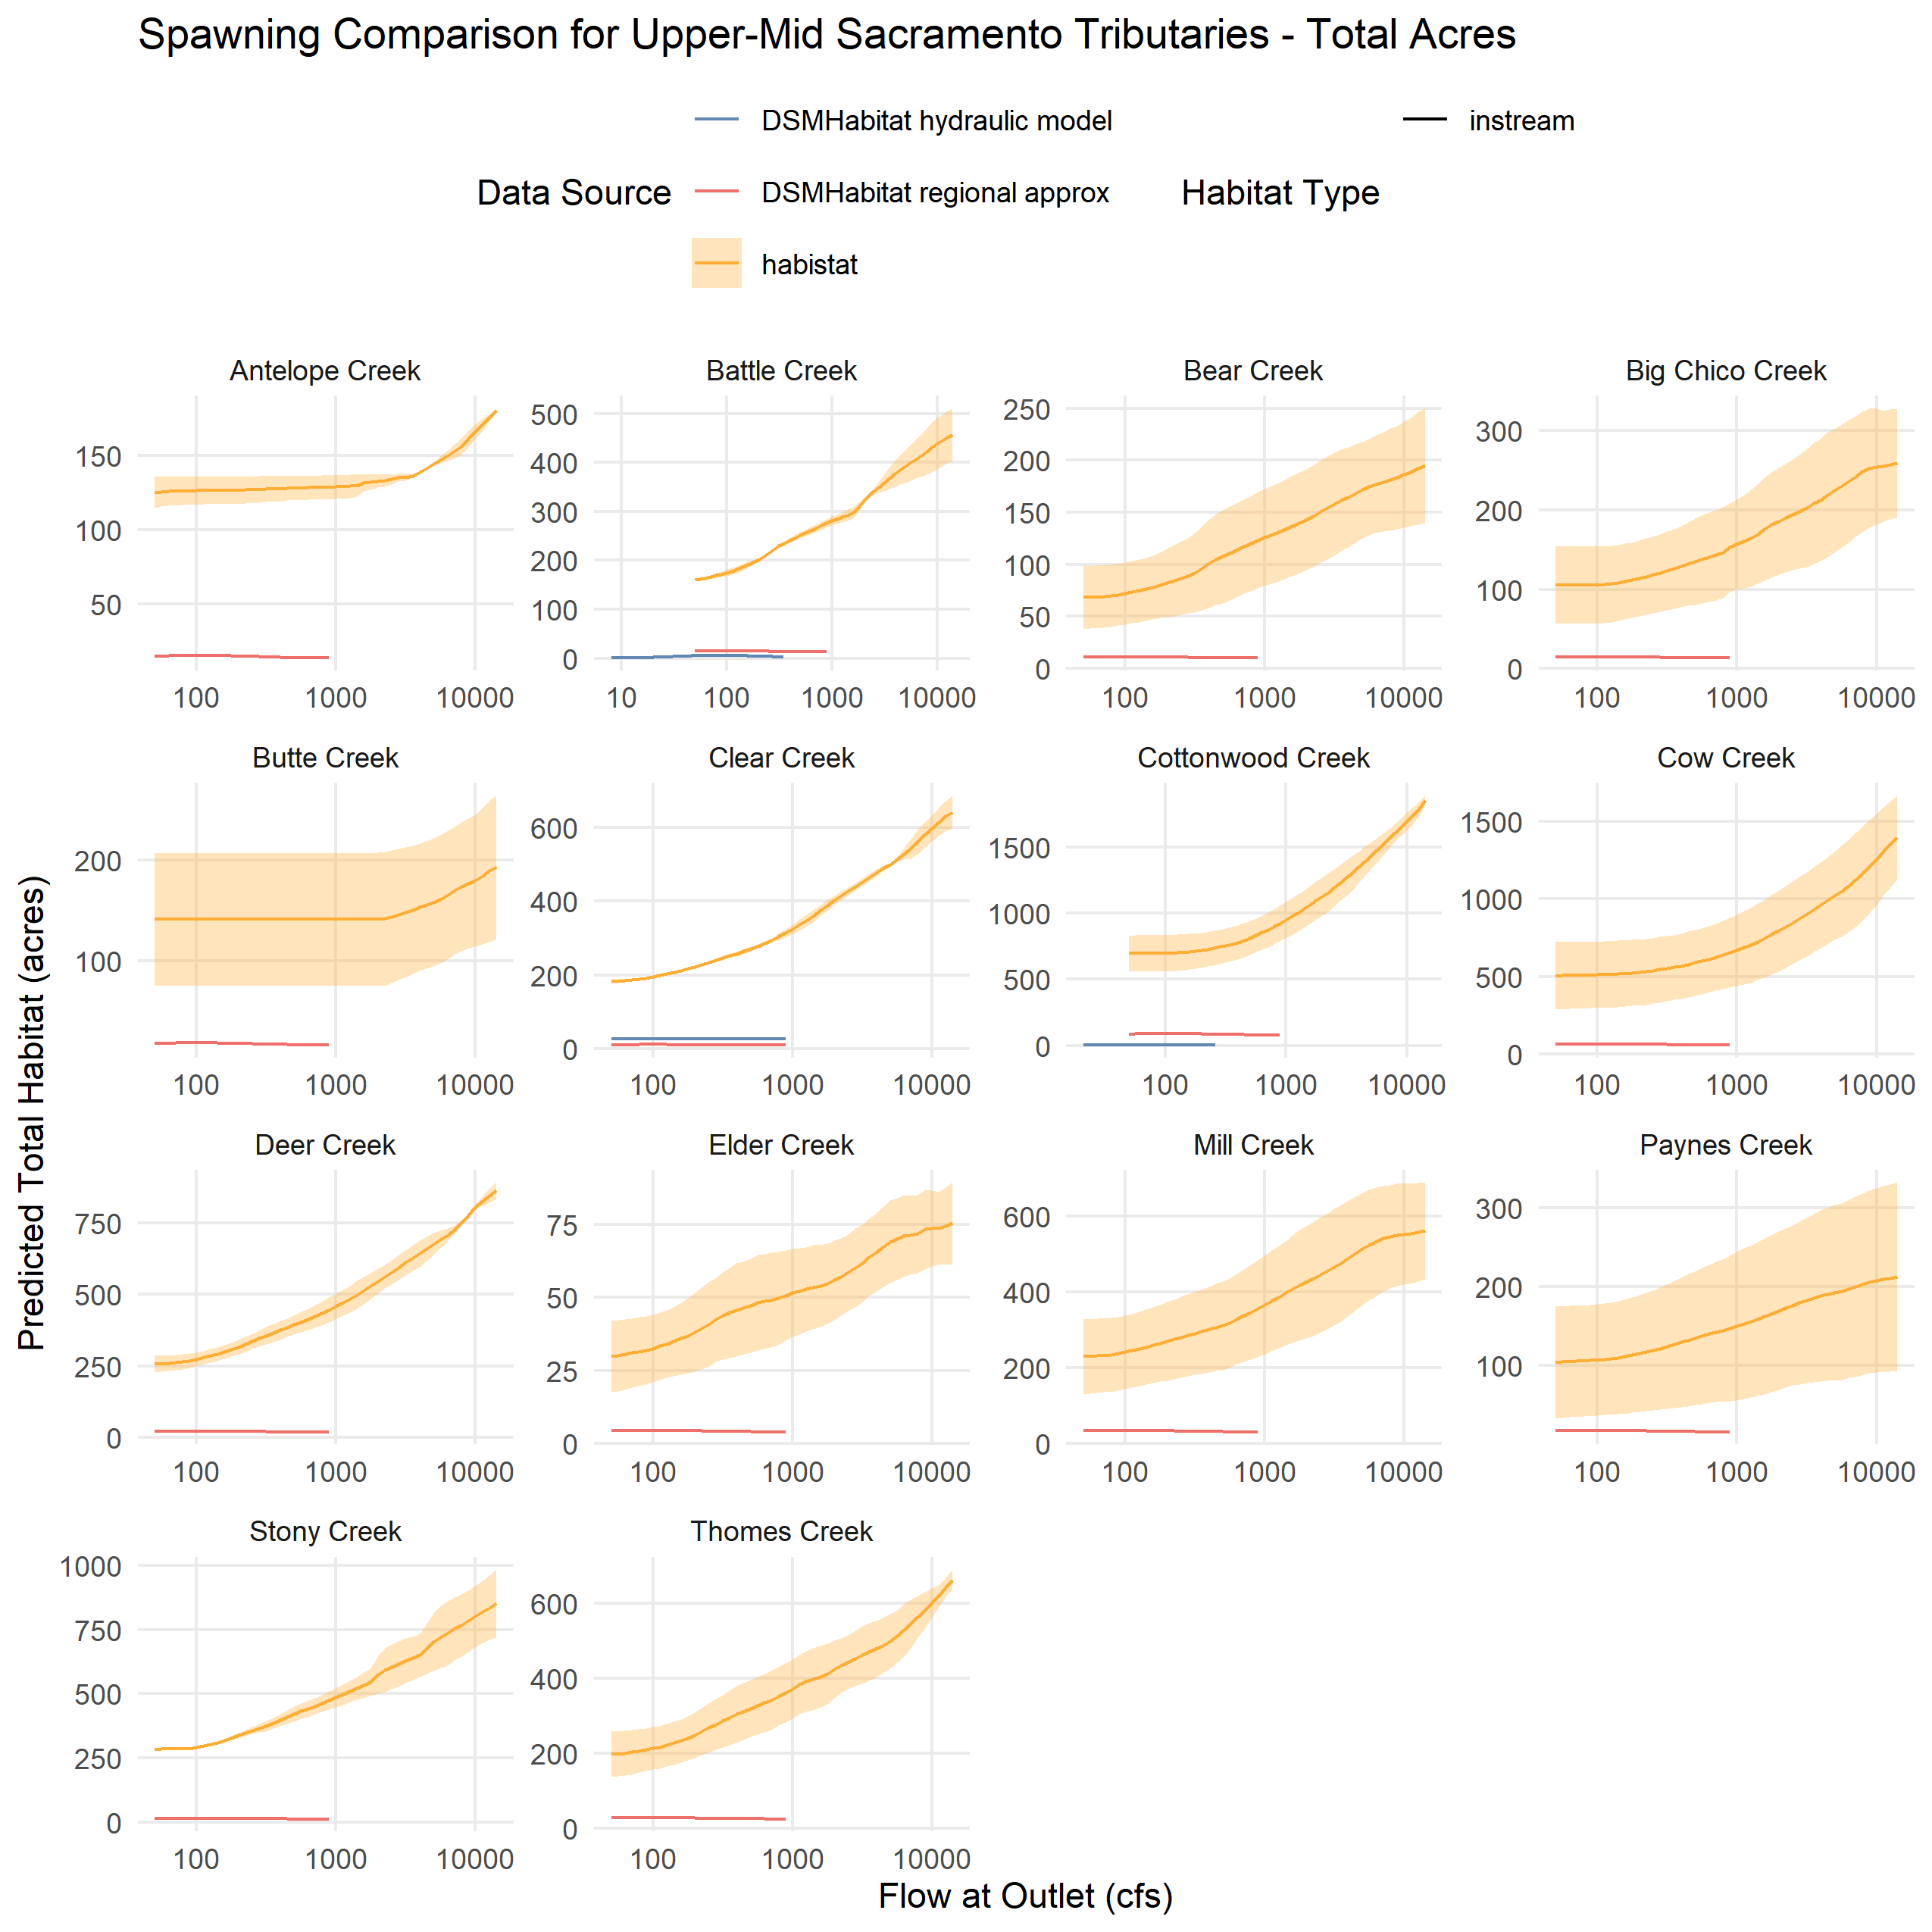 Spawning Comparison for Upper-Mid Sacramento Tributaries - Total Acres
DSMHabitat hydraulic model
instream
Data Source
DSMHabitat regional approx
Habitat Type
habistat
Antelope Creek
Battle Creek
Bear Creek
Big Chico Creek
150
100
50
100 1000 10000
500
400
300
200
100
0
10 100 1000 10000
250
200
150
100
50
0
100 1000 10000
300
200
100
0
100 1000 10000
Butte Creek
Clear Creek
Cottonwood Creek
Cow Creek
200
100
100 1000 10000
600
400
200
0
100 1000 10000
1500
1000
500
0
100 1000 10000
1500
1000
500
0
100 1000 10000
Predicted Total Habitat (acres)
Deer Creek
Elder Creek
Mill Creek
Paynes Creek
750
500
250
0
100 1000 10000
75
50
25
0
100 1000 10000
600
400
200
0
100 1000 10000
300
200
100
100 1000 10000
Stony Creek
Thomes Creek
1000
750
500
250
0
100 1000 10000
600
400
200
0
100 1000 10000
Flow at Outlet (cfs)